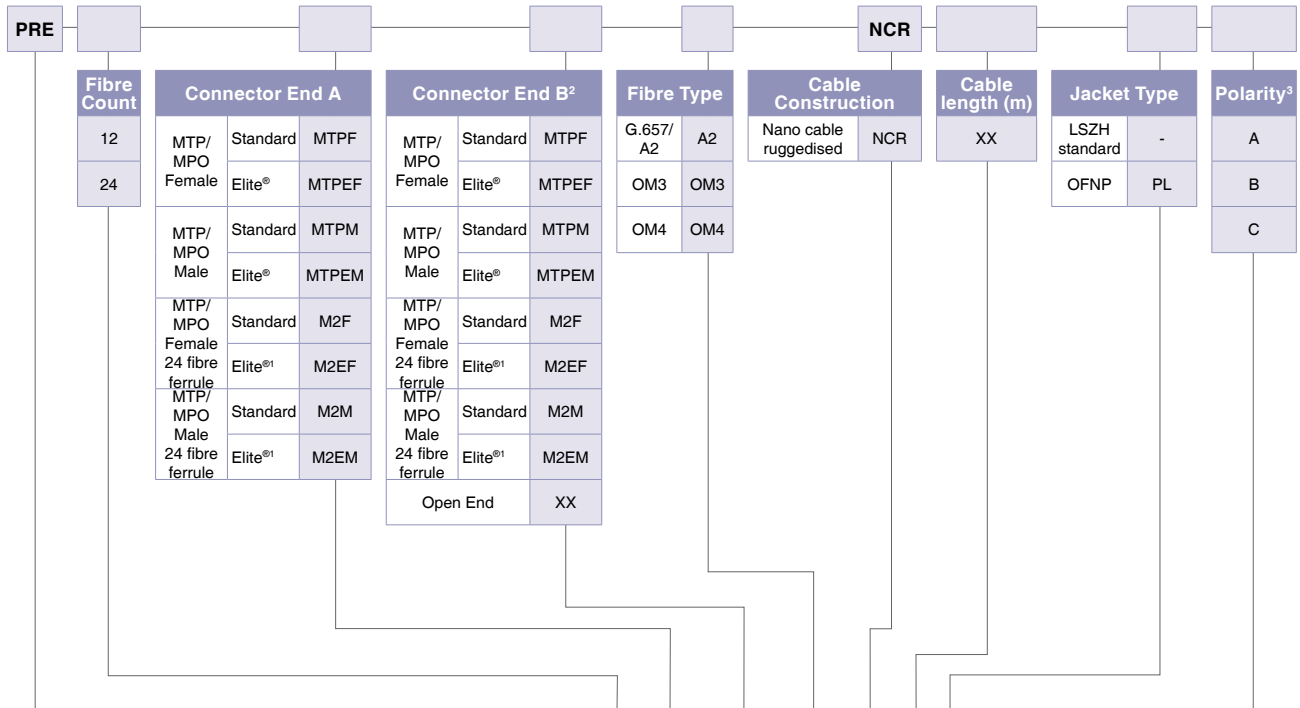 PRE
NCR
Fibre
Count
12
24
Connector End A
MTP/
MPO
Female
Standard MTPF
Elite® MTPEF
MTP/
MPO
Male
Standard MTPM
Elite® MTPEM
MTP/
MPO
Female
24 fibre
ferrule
Standard M2F
Elite®1 M2EF
MTP/
MPO
Male
24 fibre
ferrule
Standard M2M
Elite®1 M2EM
Connector End B2
MTP/
MPO
Female
Standard MTPF
Elite® MTPEF
MTP/
MPO
Male
Standard MTPM
Elite® MTPEM
MTP/
MPO
Female
24 fibre
ferrule
Standard M2F
Elite®1 M2EF
MTP/
MPO
Male
24 fibre
ferrule
Standard M2M
Elite®1 M2EM
Open End XX
Fibre Type
G.657/
A2
A2
OM3 OM3
OM4 OM4
Cable
Construction
Nano cable
ruggedised
NCR
Cable
length (m)
XX
Jacket Type
LSZH
standard
-
OFNP PL
Polarity3
A
B
C